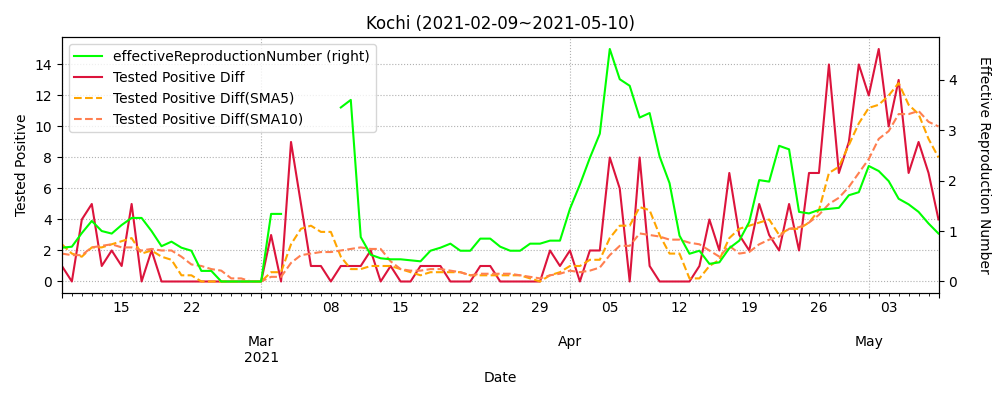 Kochi (2021-02-09~2021-05-10)
effectiveReproductionNumber (right)
Tested Positive Diff
Tested Positive Diff(SMA5)
Tested Positive Diff(SMA10)
Tested Positive
14
12
10
8
6
4
2
0
4
3
2
1
0
Effective Reproduction Number
15 22 08 15 22 29 05 12 19 26 03
Mar Apr May
2021
Date